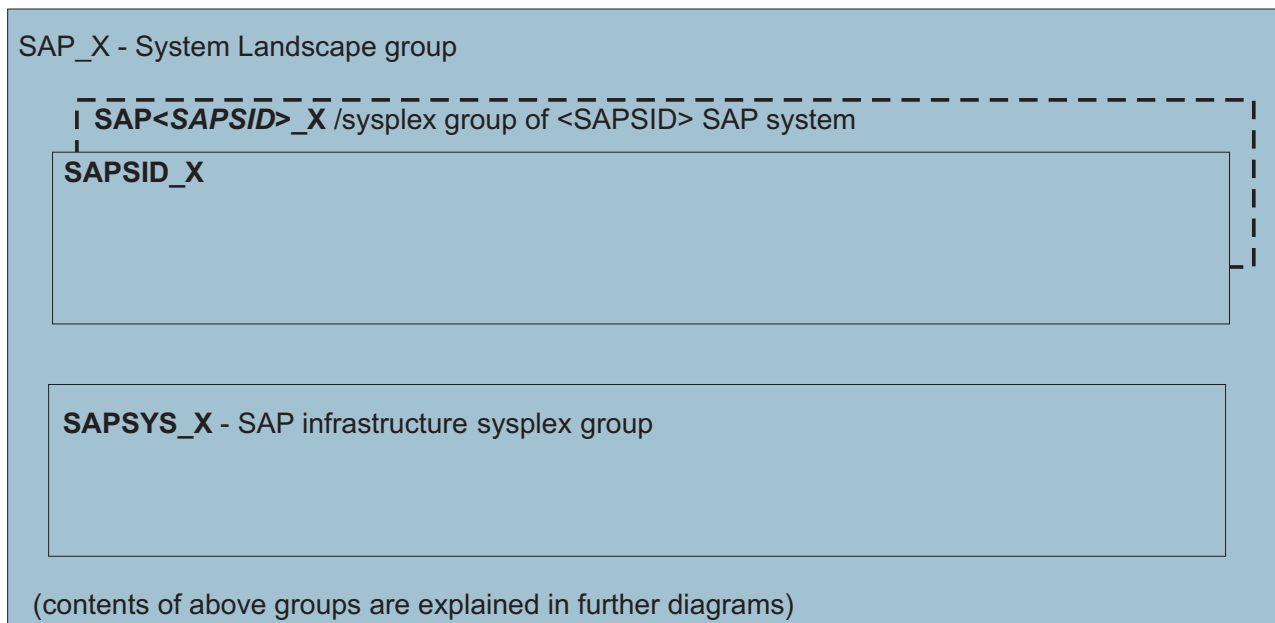 SAP_X - System Landscape group
SAP<SAPSID>_X /sysplex group of <SAPSID> SAP system
SAPSID_X
SAPSYS_X - SAP infrastructure sysplex group
(contents of above groups are explained in further diagrams)